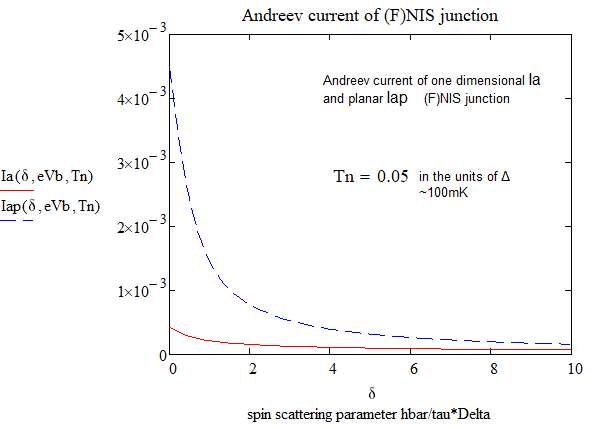 Andreev current of (F)NIS junction
5×10⁻³
Andreev current of one dimensional Ia
and planar Iap (F)NIS junction
4×10⁻³
3×10⁻³
Ia(δ,eVb,Tn)
Tn = 0.05 in the units of Δ
~100mK
Iap(δ,eVb,Tn)
2×10⁻³
1×10⁻³
0
0 2 4 6 8 10
δ
spin scattering parameter hbar/tau*Delta